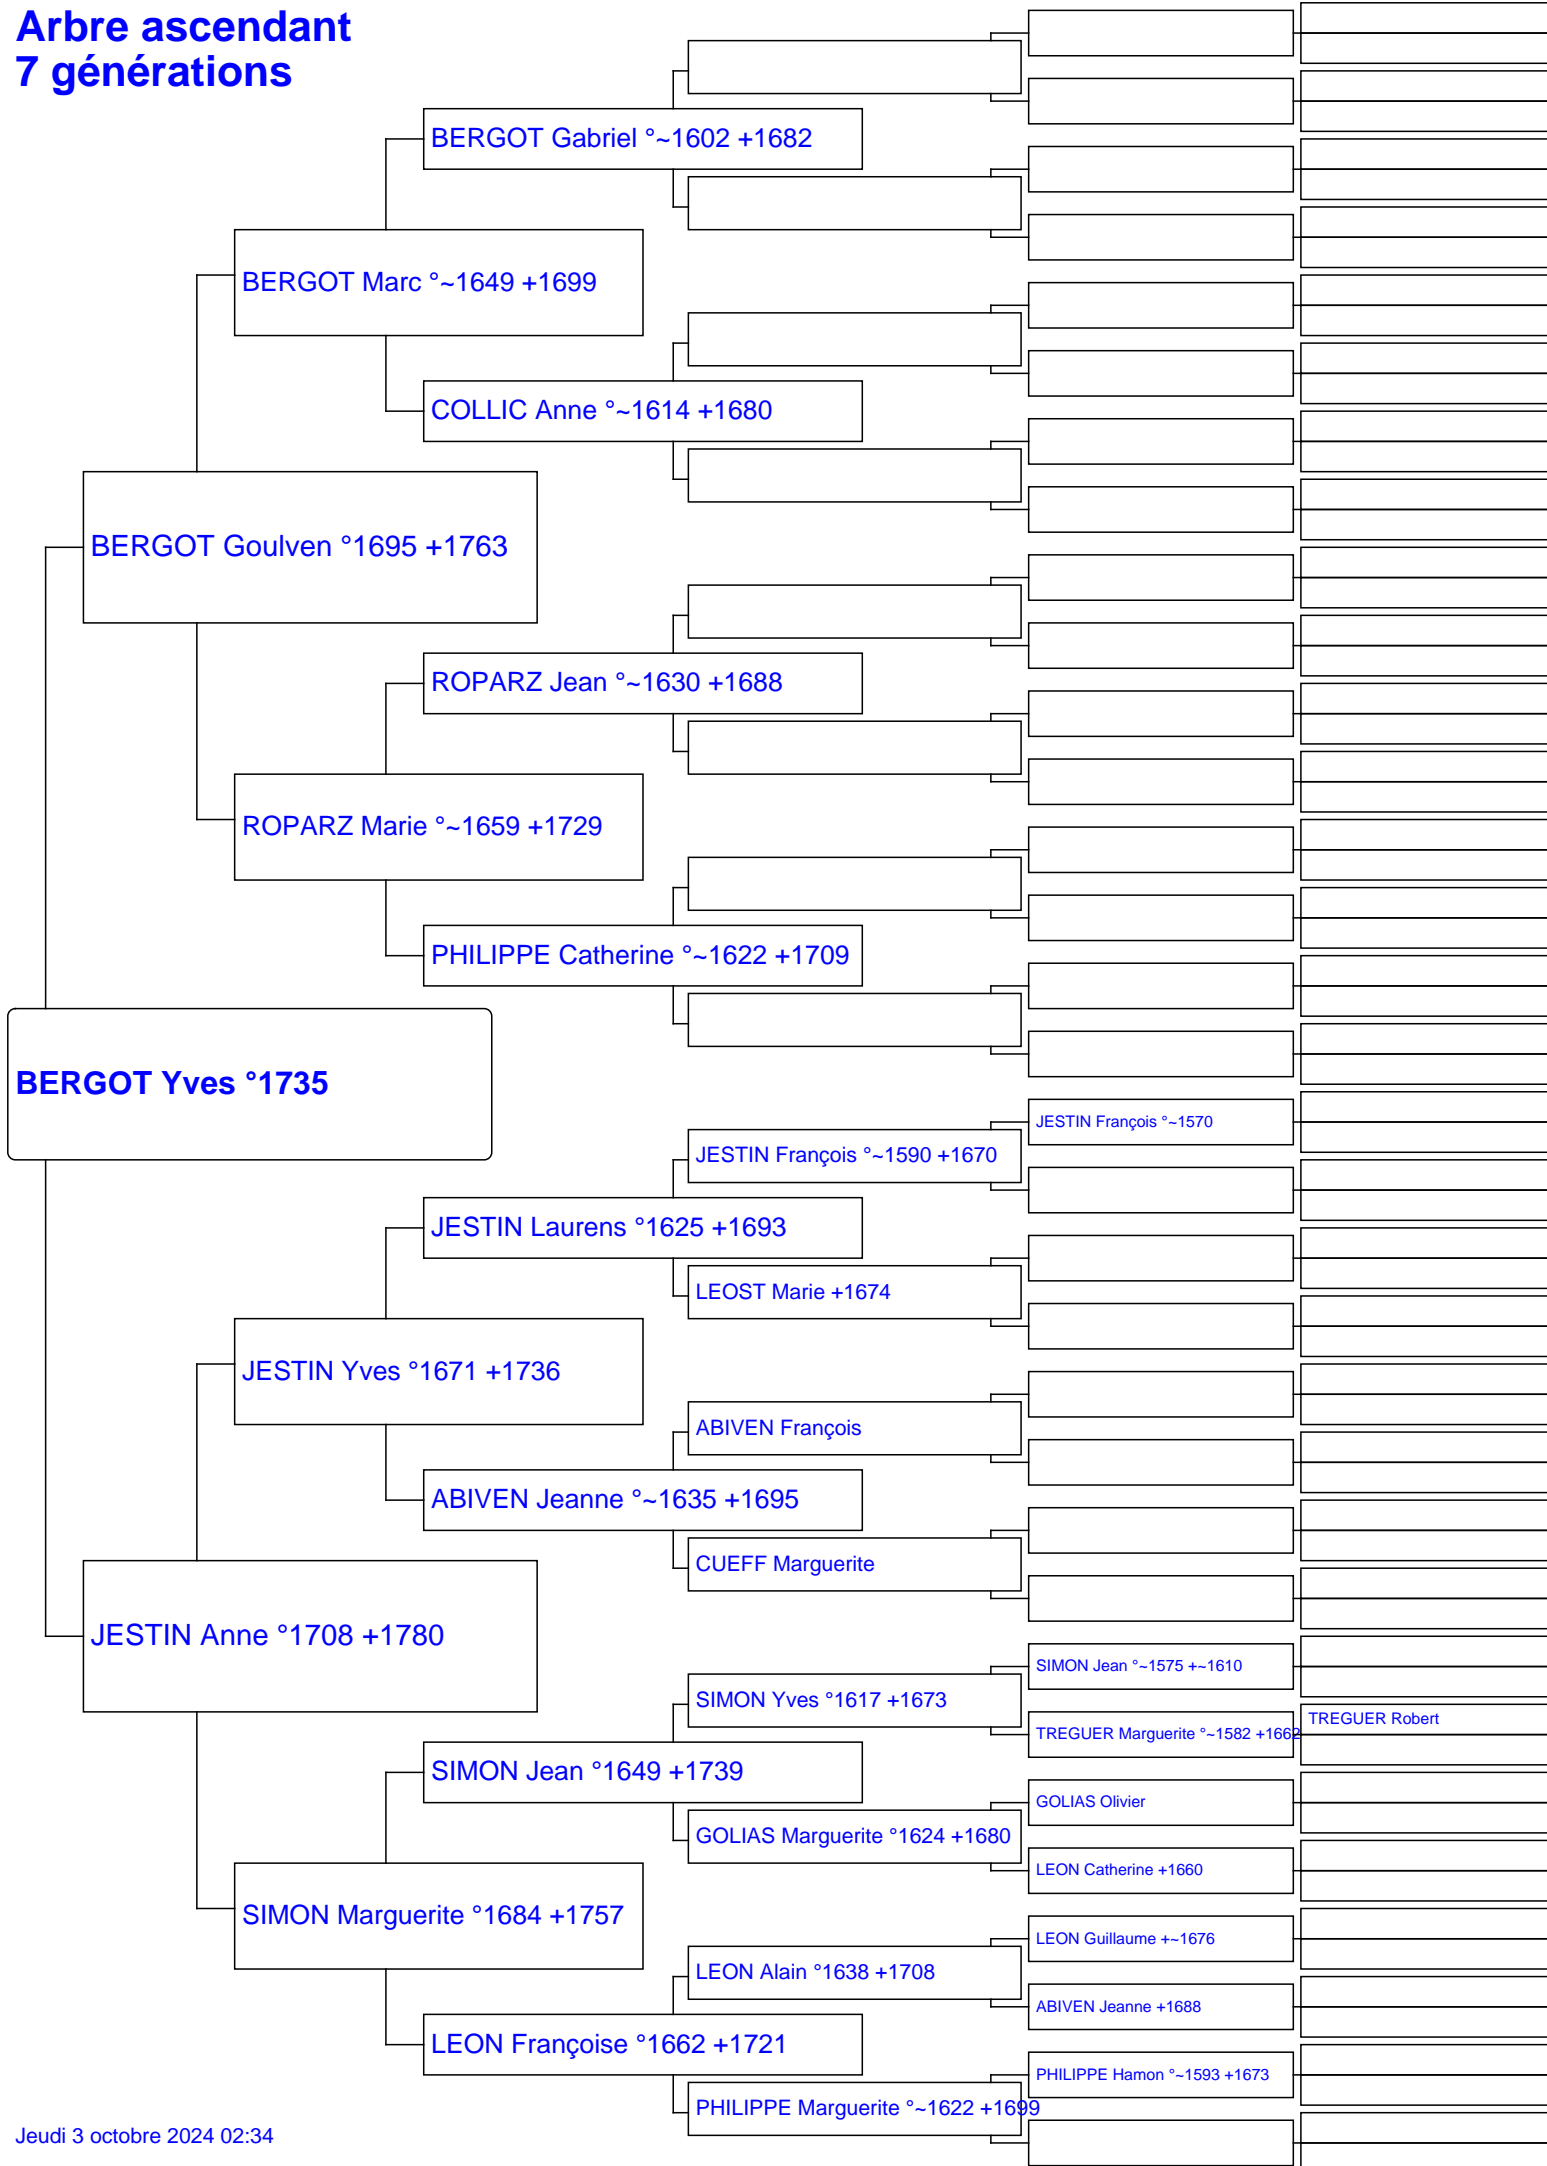 Arbre ascendant
7 générations
BERGOT Gabriel °~1602 +1682
BERGOT Marc °~1649 +1699
COLLIC Anne °~1614 +1680
BERGOT Goulven °1695 +1763
ROPARZ Jean °~1630 +1688
ROPARZ Marie °~1659 +1729
PHILIPPE Catherine °~1622 +1709
BERGOT Yves °1735
JESTIN François °~1570
JESTIN François °~1590 +1670
JESTIN Laurens °1625 +1693
LEOST Marie +1674
JESTIN Yves °1671 +1736
ABIVEN François
ABIVEN Jeanne °~1635 +1695
CUEFF Marguerite
JESTIN Anne °1708 +1780
SIMON Jean °~1575 +~1610
SIMON Yves °1617 +1673
TREGUER Robert
TREGUER Marguerite °~1582 +1662
SIMON Jean °1649 +1739
GOLIAS Olivier
GOLIAS Marguerite °1624 +1680
LEON Catherine +1660
SIMON Marguerite °1684 +1757
LEON Guillaume +~1676
LEON Alain °1638 +1708
ABIVEN Jeanne +1688
LEON Françoise °1662 +1721
PHILIPPE Hamon °~1593 +1673
PHILIPPE Marguerite °~1622 +1699
Jeudi 3 octobre 2024 02:34